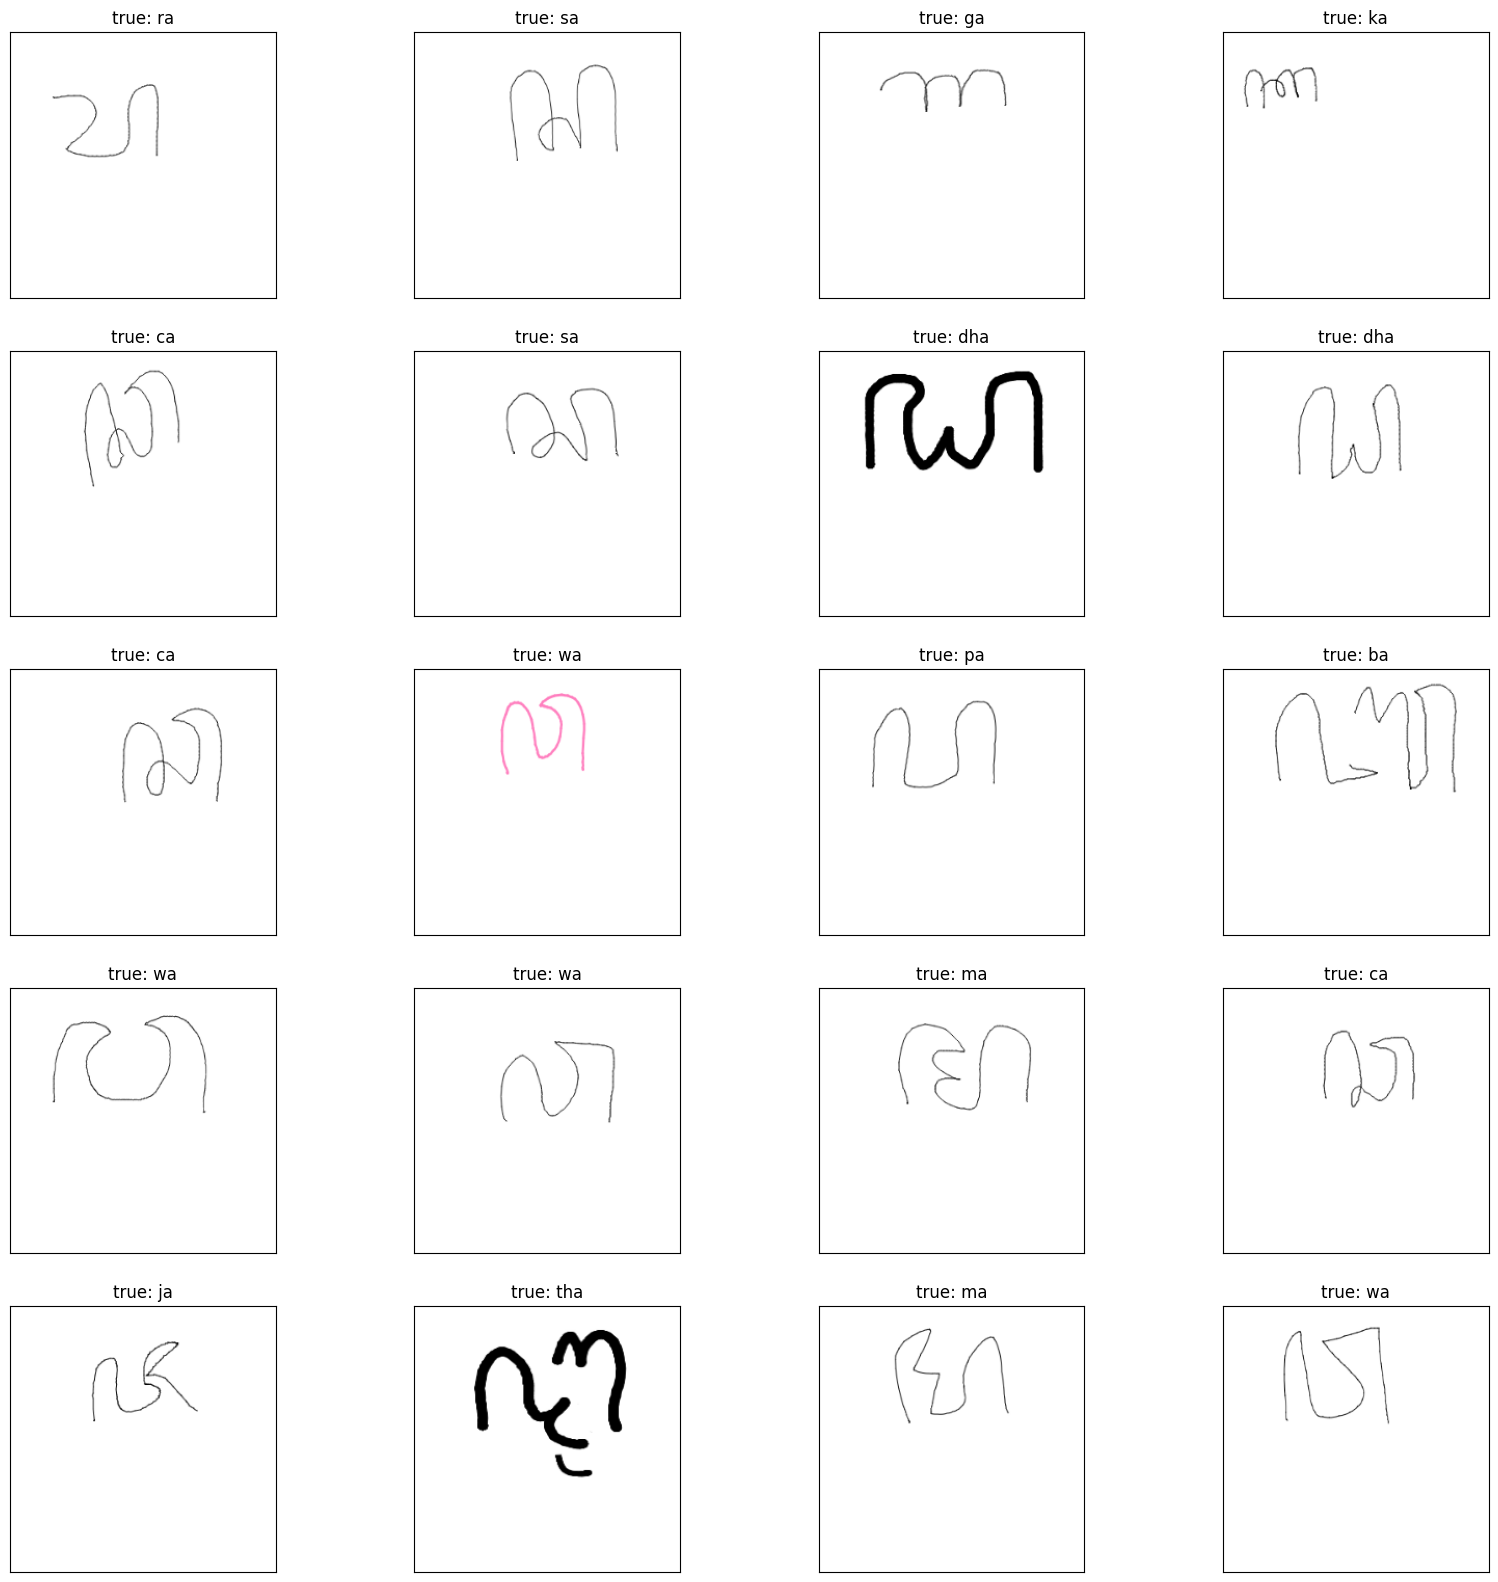 true: ra true: sa true: ga true: ka
ꦫ ꦱ ꦒ ꦏ
true: ca true: sa true: dha true: dha
ꦕ ꦱ ꦝ ꦝ
true: ca true: wa true: pa true: ba
ꦕ ꦮ ꦥ ꦧ
true: wa true: wa true: ma true: ca
ꦮ ꦮ ꦩ ꦕ
true: ja true: tha true: ma true: wa
ꦗ ꦛ ꦩ ꦮ